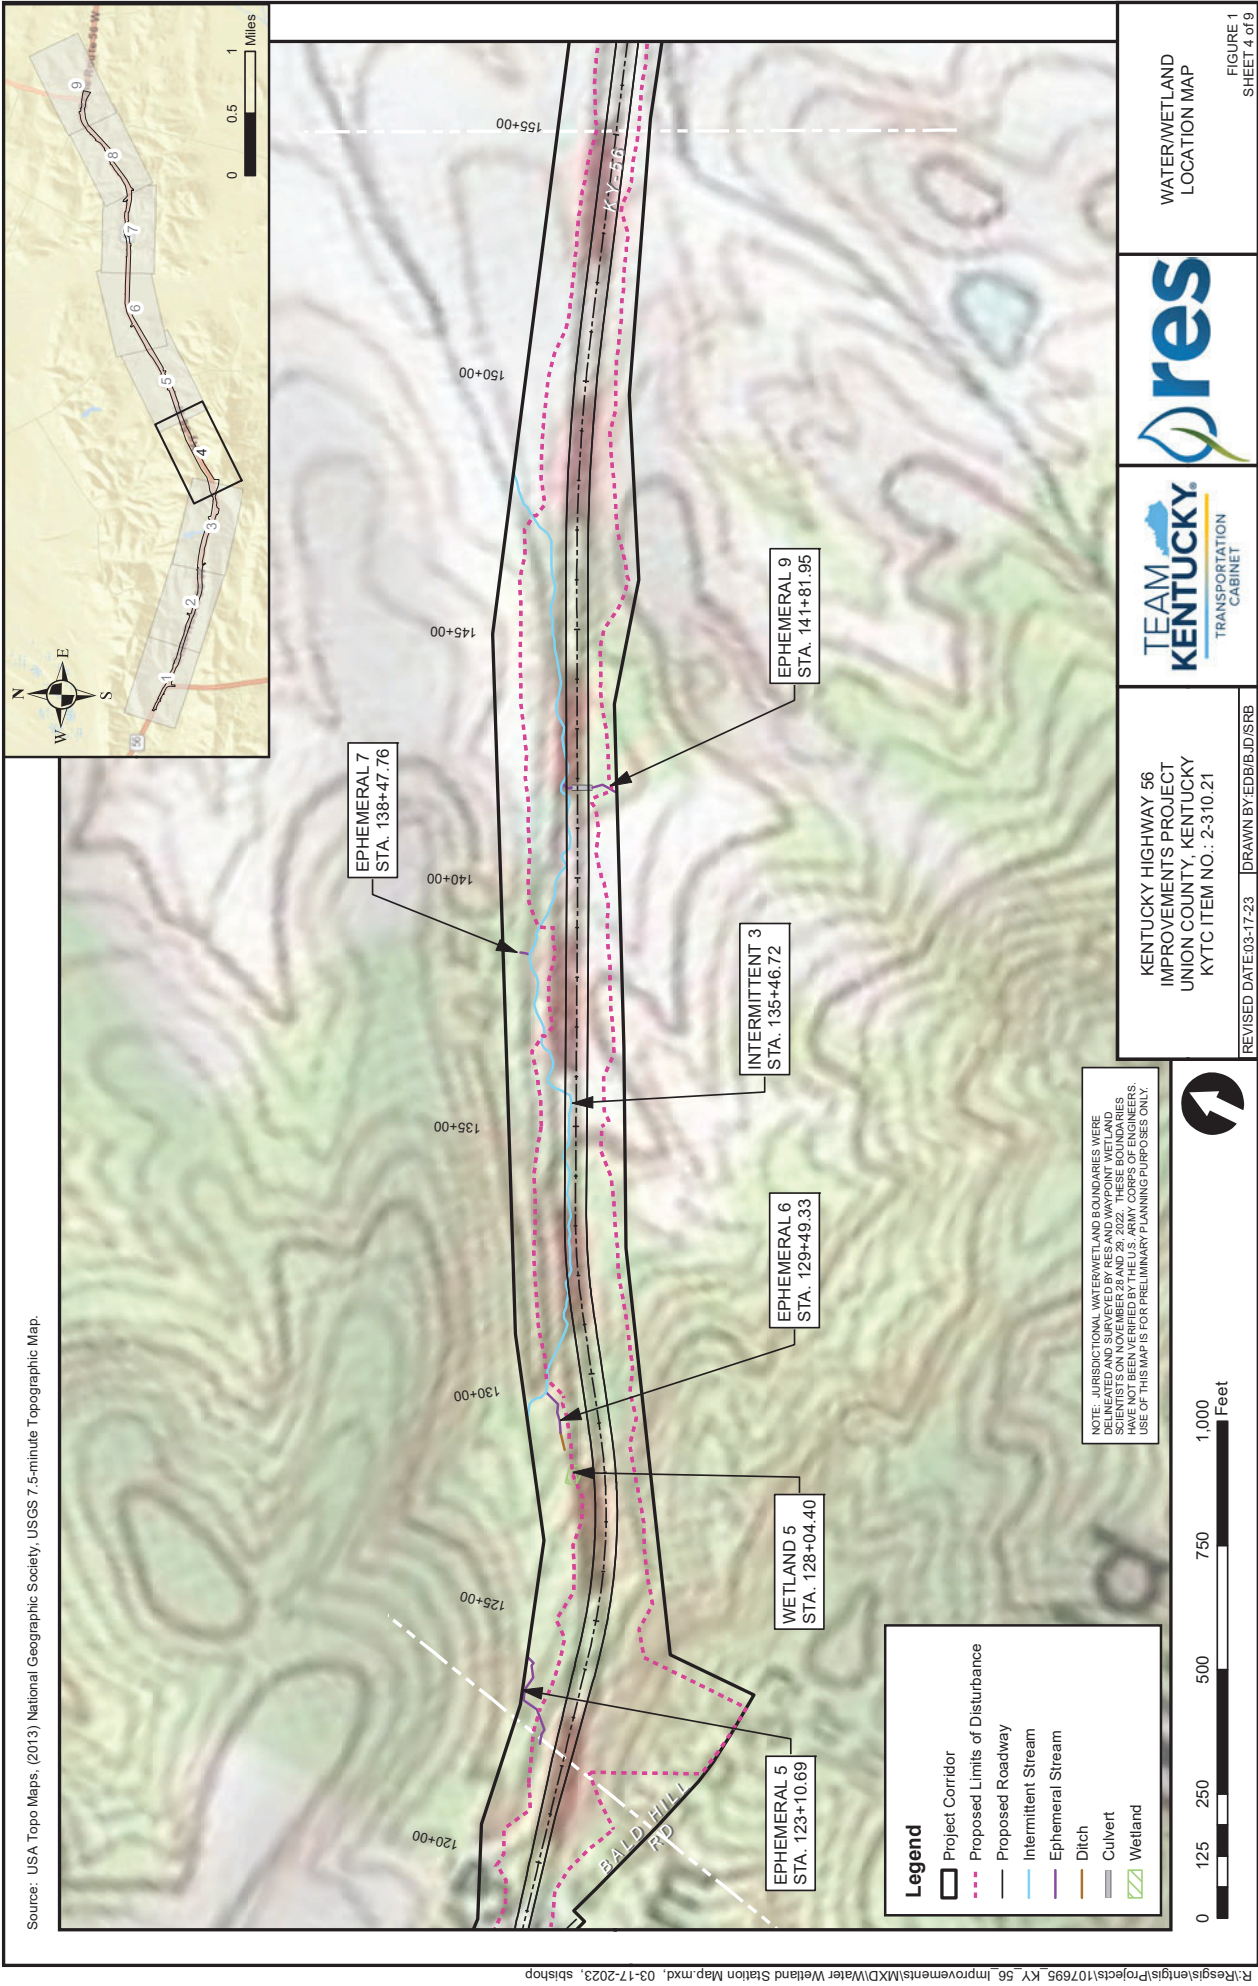 Source: USA Topo Maps, (2013) National Geographic Society, USGS 7.5-minute Topographic Map.
N
W
E
S
56
1
2
3
4
5
6
7
8
9
Route 56 W
0 0.5 1
Miles
120+00
125+00
130+00
135+00
140+00
145+00
150+00
155+00
KY-56
BALD HILL
RD
EPHEMERAL 5
STA. 123+10.69
WETLAND 5
STA. 128+04.40
EPHEMERAL 6
STA. 129+49.33
INTERMITTENT 3
STA. 135+46.72
EPHEMERAL 7
STA. 138+47.76
EPHEMERAL 9
STA. 141+81.95
Legend
Project Corridor
Proposed Limits of Disturbance
Proposed Roadway
Intermittent Stream
Ephemeral Stream
Ditch
Culvert
Wetland
NOTE: JURISDICTIONAL WATER/WETLAND BOUNDARIES WERE
DELINEATED AND SURVEYED BY RES AND WAYPOINT WETLAND
SCIENTISTS ON NOVEMBER 28 AND 29, 2022. THESE BOUNDARIES
HAVE NOT BEEN VERIFIED BY THE U.S. ARMY CORPS OF ENGINEERS.
USE OF THIS MAP IS FOR PRELIMINARY PLANNING PURPOSES ONLY.
0 125 250 500 750 1,000
Feet
KENTUCKY HIGHWAY 56
IMPROVEMENTS PROJECT
UNION COUNTY, KENTUCKY
KYTC ITEM NO.: 2-310.21
REVISED DATE:03-17-23
DRAWN BY:EDB/BJD/SRB
TEAM
KENTUCKY®
TRANSPORTATION
CABINET
res
WATER/WETLAND
LOCATION MAP
FIGURE 1
SHEET 4 of 9
R:\Resgis\entgis\Projects\107695_KY_56_Improvements\MXD\Water Wetland Station Map.mxd, 03-17-2023, sbishop